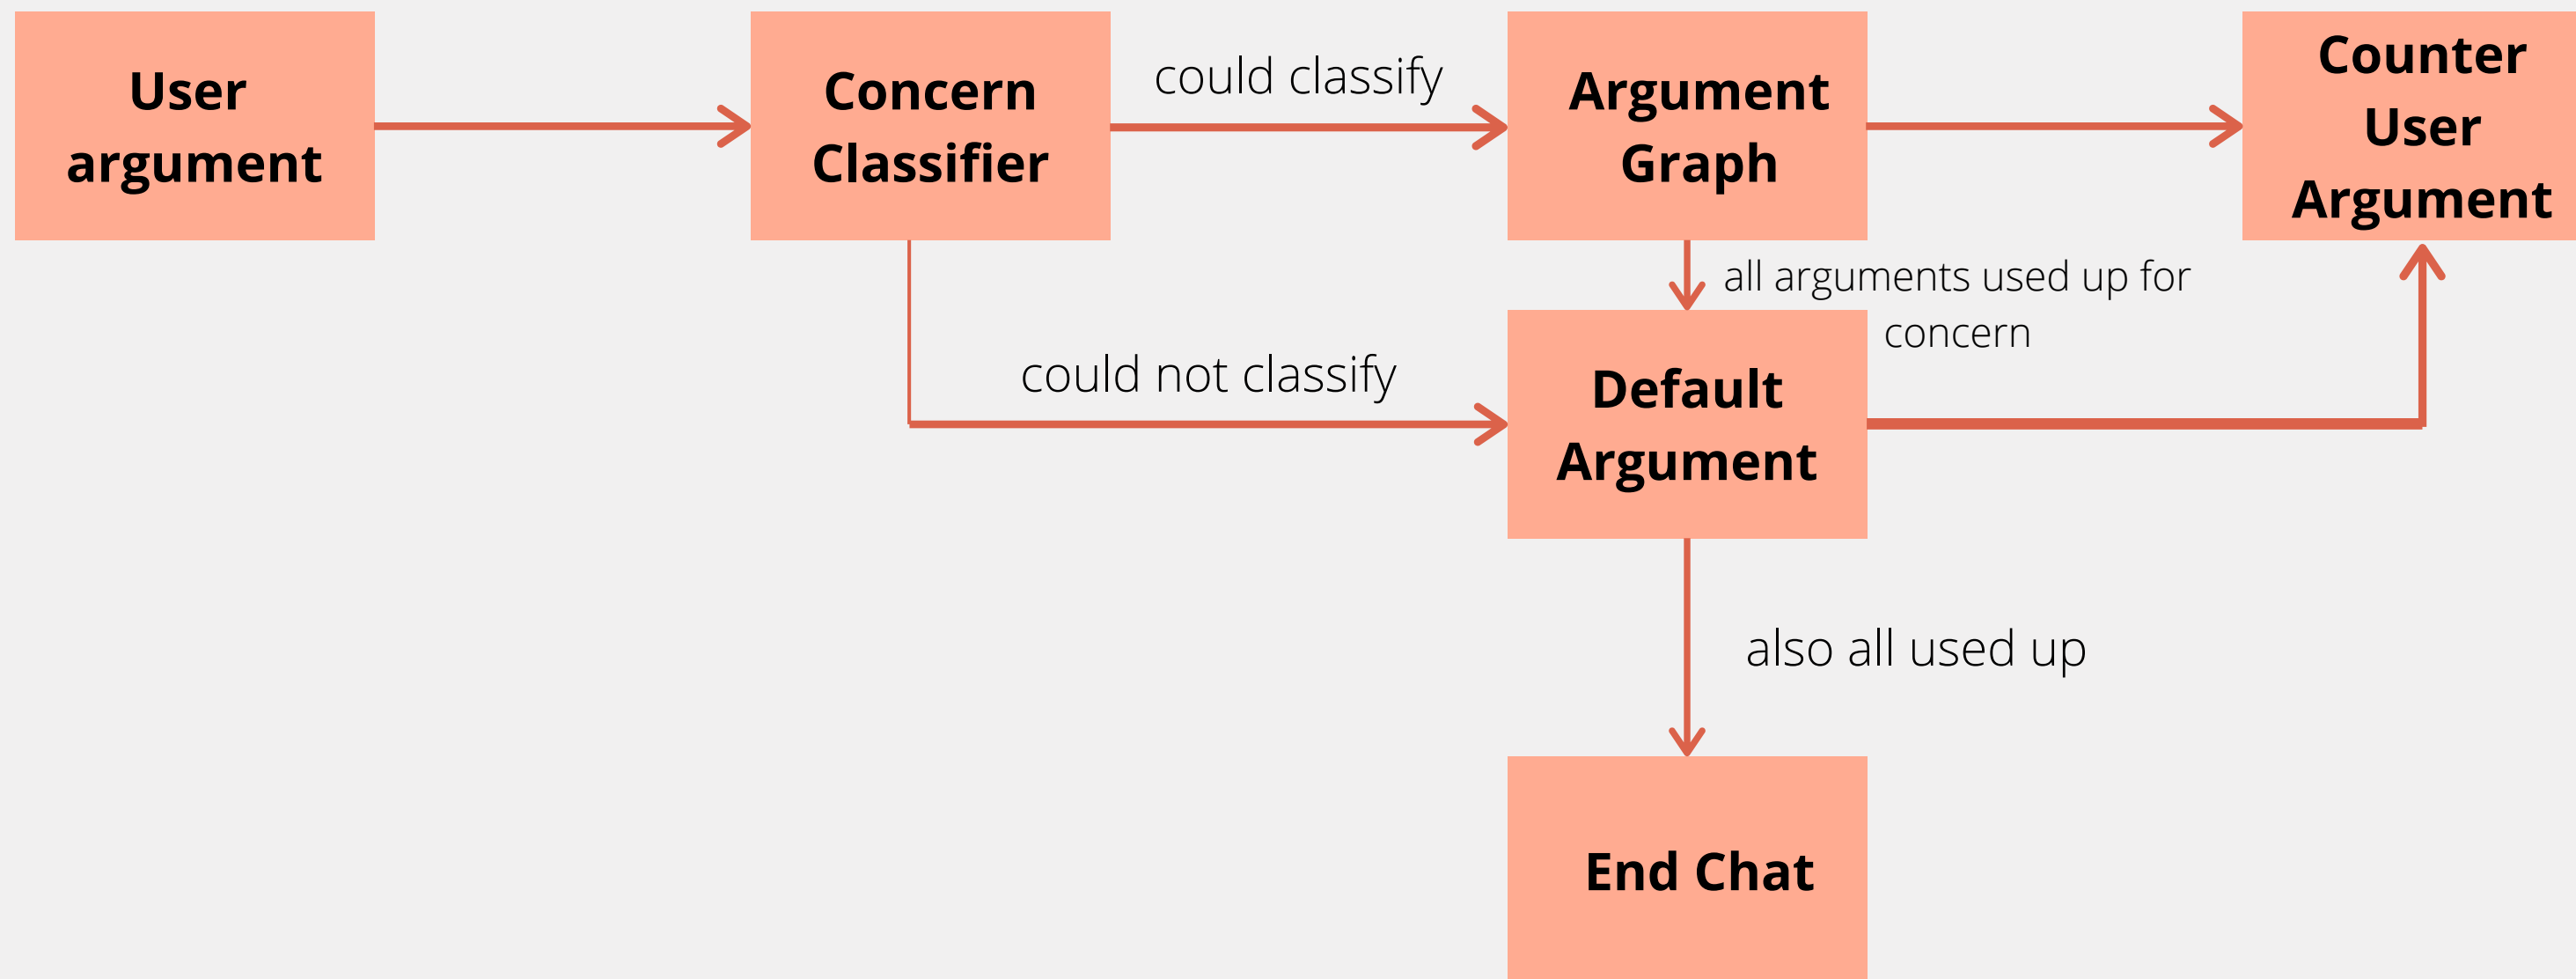 User
argument
Concern
Classifier
could classify
Argument
Graph
Counter
User
Argument
all arguments used up for
concern
could not classify
Default
Argument
also all used up
End Chat